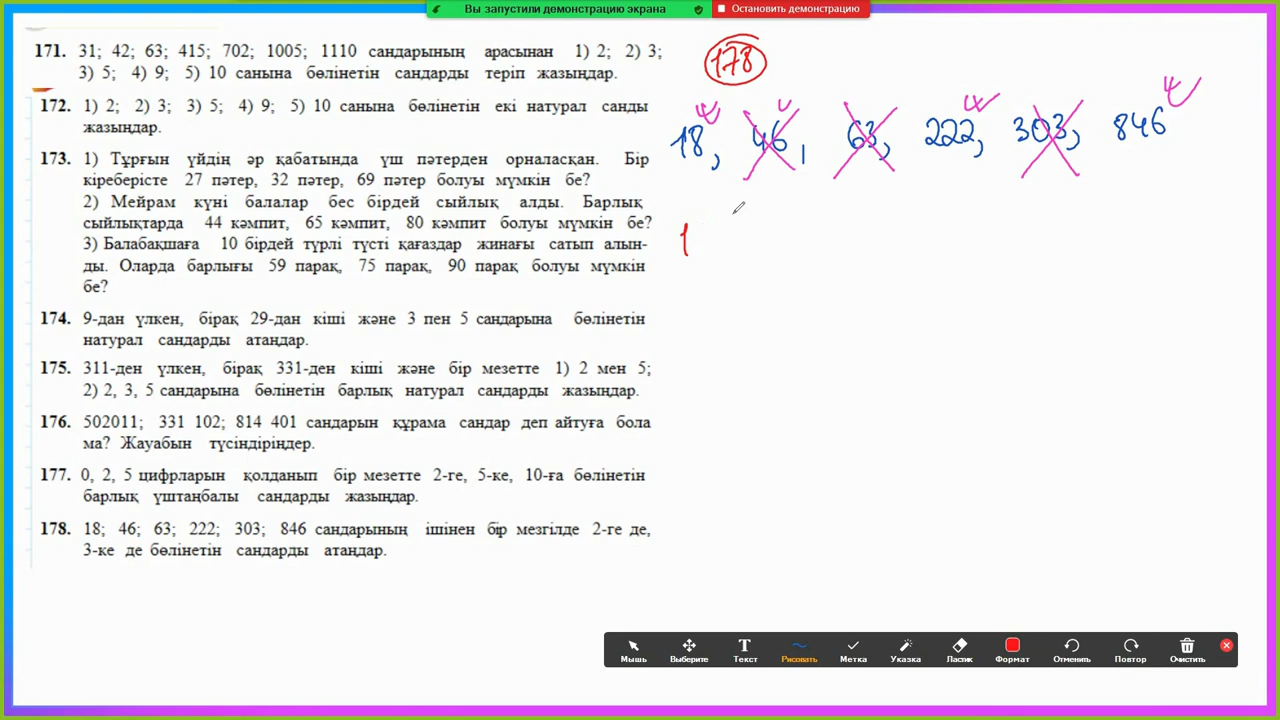 Вы запустили демонстрацию экрана
Остановить демонстрацию
171. 31; 42; 63; 415; 702; 1005; 1110 сандарының арасынан 1) 2; 2) 3;
3) 5; 4) 9; 5) 10 санына бөлінетін сандарды теріп жазыңдар.
172. 1) 2; 2) 3; 3) 5; 4) 9; 5) 10 санына бөлінетін екі натурал санды
жазыңдар.
173. 1) Тұрғын үйдің әр қабатында үш пәтерден орналасқан. Бір
кіреберісте 27 пәтер, 32 пәтер, 69 пәтер болуы мүмкін бе?
2) Мейрам күні балалар бес бірдей сыйлық алды. Барлық
сыйлықтарда 44 кәмпит, 65 кәмпит, 80 кәмпит болуы мүмкін бе?
3) Балабақшаға 10 бірдей түрлі түсті қағаздар жинағы сатып алын-
ды. Оларда барлығы 59 парақ, 75 парақ, 90 парақ болуы мүмкін
бе?
174. 9-дан үлкен, бірақ 29-дан кіші және 3 пен 5 сандарына бөлінетін
натурал сандарды атаңдар.
175. 311-ден үлкен, бірақ 331-ден кіші және бір мезетте 1) 2 мен 5;
2) 2, 3, 5 сандарына бөлінетін барлық натурал сандарды жазыңдар.
176. 502011; 331 102; 814 401 сандарын құрама сандар деп айтуға бола
ма? Жауабын түсіндіріңдер.
177. 0, 2, 5 цифрларын қолданып бір мезетте 2-ге, 5-ке, 10-ға бөлінетін
барлық үштаңбалы сандарды жазыңдар.
178. 18; 46; 63; 222; 303; 846 сандарының ішінен бір мезгілде 2-ге де,
3-ке де бөлінетін сандарды атаңдар.
178
18, 46, 63, 222, 303, 846
1
Мышь Выберите Текст Рисовать Метка Указка Ластик Формат Отменить Повтор Очистить